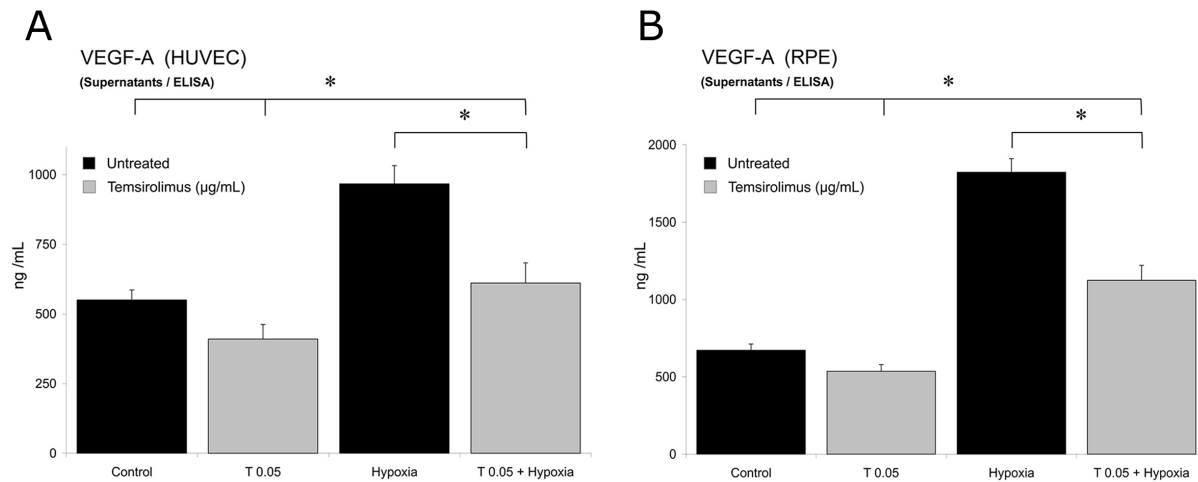 A
VEGF-A (HUVEC)
(Supernatants / ELISA)
*
*
Untreated
Temsirolimus (µg/mL)
1000
750
500
250
0
ng /mL
Control
T 0.05
Hypoxia
T 0.05 + Hypoxia
B
VEGF-A (RPE)
(Supernatants / ELISA)
*
*
Untreated
Temsirolimus (µg/mL)
2000
1500
1000
500
0
ng /mL
Control
T 0.05
Hypoxia
T 0.05 + Hypoxia